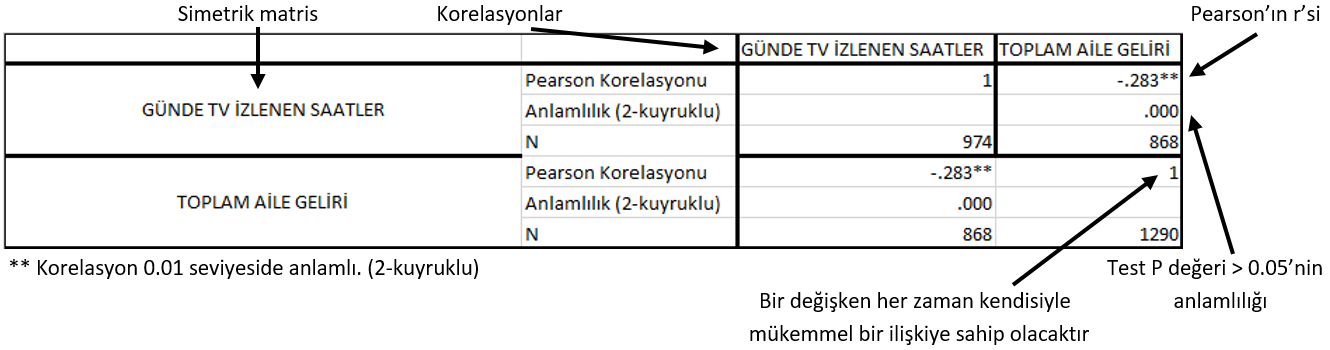 Simetrik matris Korelasyonlar Pearson’ın r’si
GÜNDE TV İZLENEN SAATLER TOPLAM AİLE GELİRİ
Pearson Korelasyonu 1 -.283**
GÜNDE TV İZLENEN SAATLER Anlamlılık (2-kuyruklu) .000
N 974 868
Pearson Korelasyonu -.283** 1
TOPLAM AİLE GELİRİ Anlamlılık (2-kuyruklu) .000
N 868 1290
** Korelasyon 0.01 seviyeside anlamlı. (2-kuyruklu)
Test P değeri > 0.05’nin
anlamlılığı
Bir değişken her zaman kendisiyle
mükemmel bir ilişkiye sahip olacaktır